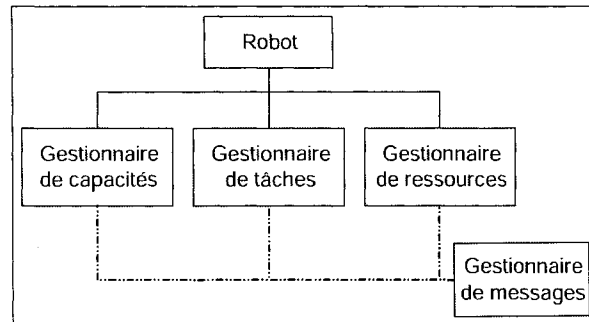 Robot
Gestionnaire
de capacités
Gestionnaire
de tâches
Gestionnaire
de ressources
Gestionnaire
de messages